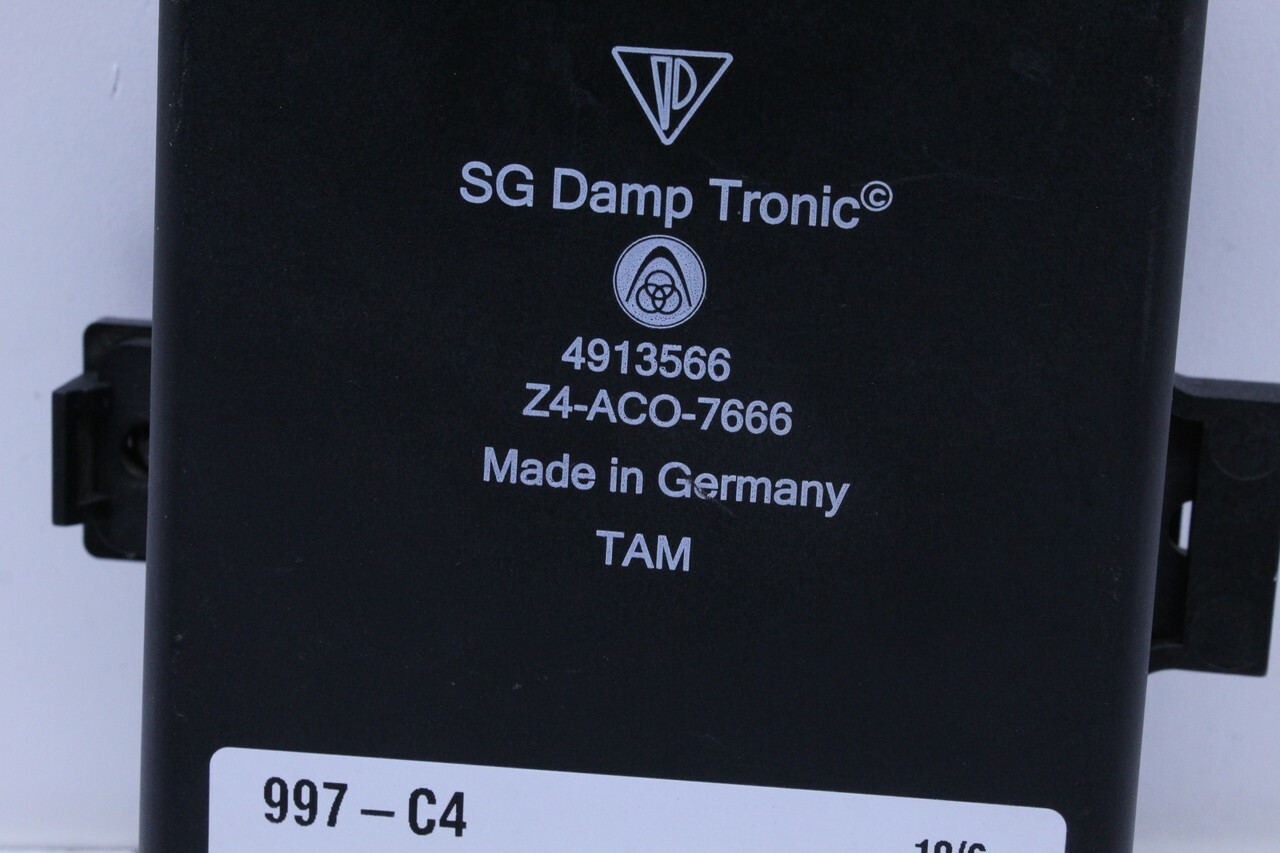 SG Damp Tronic©
4913566
Z4-ACO-7666
Made in Germany
TAM
997-C4